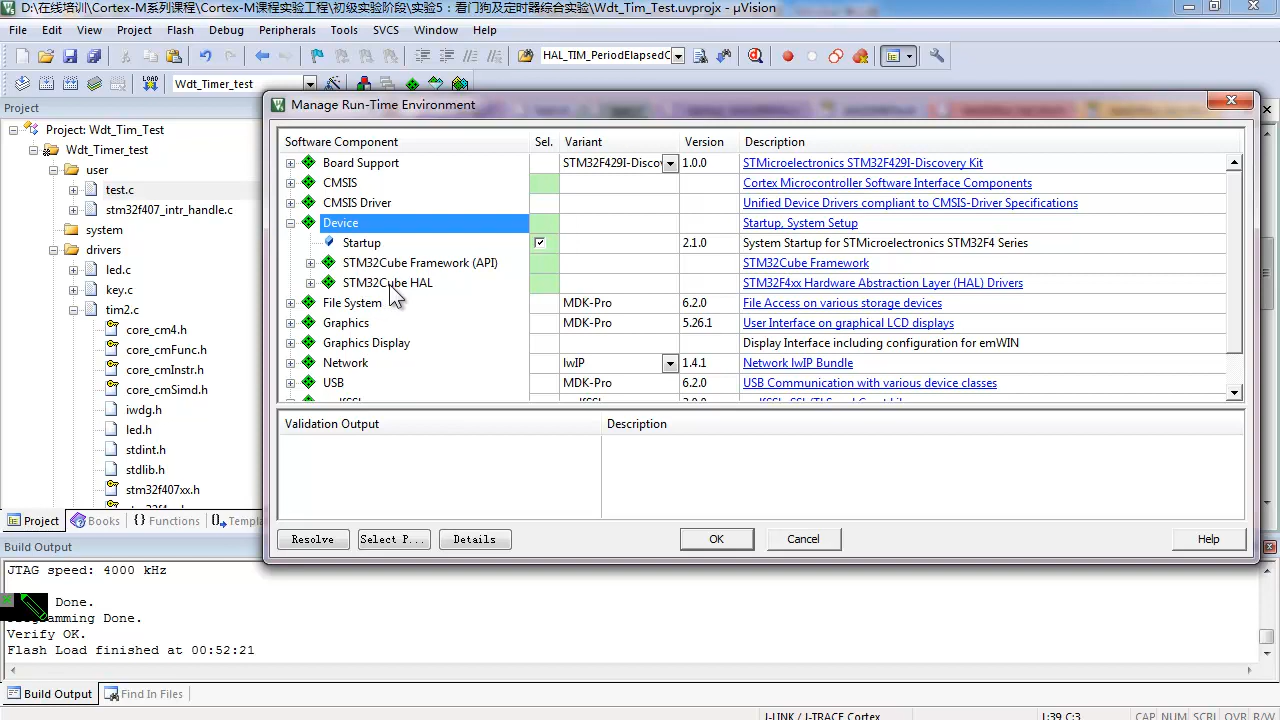 D:\在线培训\Cortex-M系列课程\Cortex-M课程实验工程\初级实验阶段\实验5：看门狗及定时器综合实验\Wdt_Tim_Test.uvprojx - µVision
File Edit View Project Flash Debug Peripherals Tools SVCS Window Help
HAL_TIM_PeriodElapsedC
LOAD Wdt_Timer_test
Project
Project: Wdt_Tim_Test
Wdt_Timer_test
user
test.c
stm32f407_intr_handle.c
system
drivers
led.c
key.c
tim2.c
core_cm4.h
core_cmFunc.h
core_cmInstr.h
core_cmSimd.h
iwdg.h
led.h
stdint.h
stdlib.h
stm32f407xx.h
Project Books Functions
Manage Run-Time Environment
Software Component Sel. Variant Version Description
Board Support STM32F429I-Discov 1.0.0 STMicroelectronics STM32F429I-Discovery Kit
CMSIS Cortex Microcontroller Software Interface Components
CMSIS Driver Unified Device Drivers compliant to CMSIS-Driver Specifications
Device Startup, System Setup
Startup 2.1.0 System Startup for STMicroelectronics STM32F4 Series
STM32Cube Framework (API) STM32Cube Framework
STM32Cube HAL STM32F4xx Hardware Abstraction Layer (HAL) Drivers
File System MDK-Pro 6.2.0 File Access on various storage devices
Graphics MDK-Pro 5.26.1 User Interface on graphical LCD displays
Graphics Display Display Interface including configuration for emWIN
Network lwIP 1.4.1 Network lwIP Bundle
USB MDK-Pro 6.2.0 USB Communication with various device classes
Validation Output Description
Resolve Select P... Details OK Cancel Help
Build Output
JTAG speed: 4000 kHz
Done.
Programming Done.
Verify OK.
Flash Load finished at 00:52:21
Build Output Find In Files
J-LINK / J-TRACE Cortex L:39 C:3 CAP NUM SCRL OVR R/W